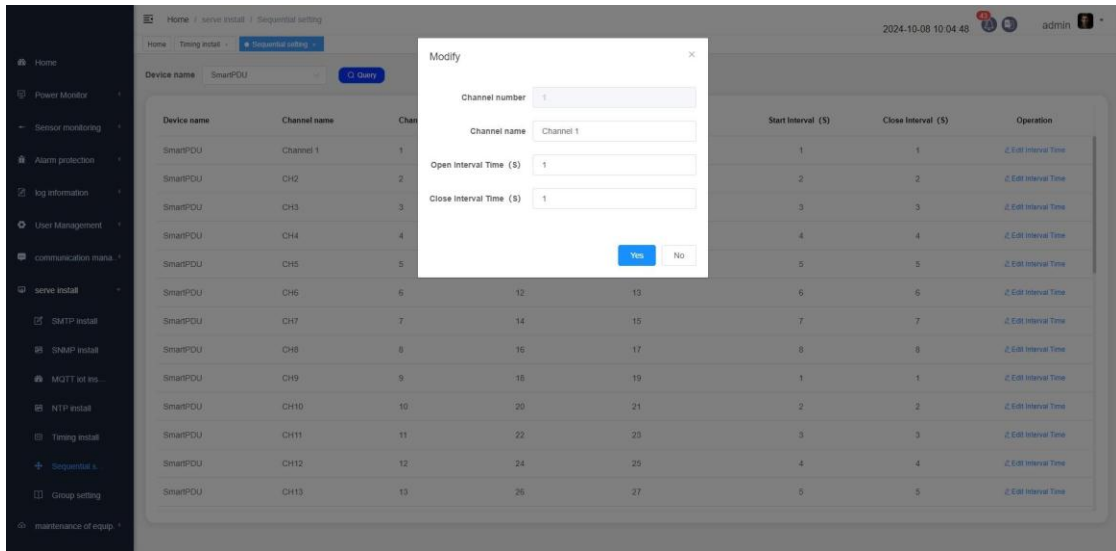 Home / serve install / Sequential setting
2024-10-08 10:04:48
43
admin
Home
Timing install ×
Sequential setting ×
Device name
SmartPDU
Query
Home
Power Monitor
Sensor monitoring
Alarm protection
log information
User Management
communication mana.
serve install
SMTP install
SNMP install
MQTT iot ins...
NTP install
Timing install
Sequential s.
Group setting
maintenance of equip.
Modify
Channel number 1
Channel name Channel 1
Open Interval Time (S) 1
Close Interval Time (S) 1
Yes No
Device name Channel name Chan Start Interval (S) Close Interval (S) Operation
SmartPDU Channel 1 1 1 1 Edit Interval Time
SmartPDU CH2 2 2 2 Edit Interval Time
SmartPDU CH3 3 3 3 Edit Interval Time
SmartPDU CH4 4 4 4 Edit Interval Time
SmartPDU CH5 5 5 5 Edit Interval Time
SmartPDU CH6 6 12 13 6 6 Edit Interval Time
SmartPDU CH7 7 14 15 7 7 Edit Interval Time
SmartPDU CH8 8 16 17 8 8 Edit Interval Time
SmartPDU CH9 9 18 19 1 1 Edit Interval Time
SmartPDU CH10 10 20 21 2 2 Edit Interval Time
SmartPDU CH11 11 22 23 3 3 Edit Interval Time
SmartPDU CH12 12 24 25 4 4 Edit Interval Time
SmartPDU CH13 13 26 27 5 5 Edit Interval Time